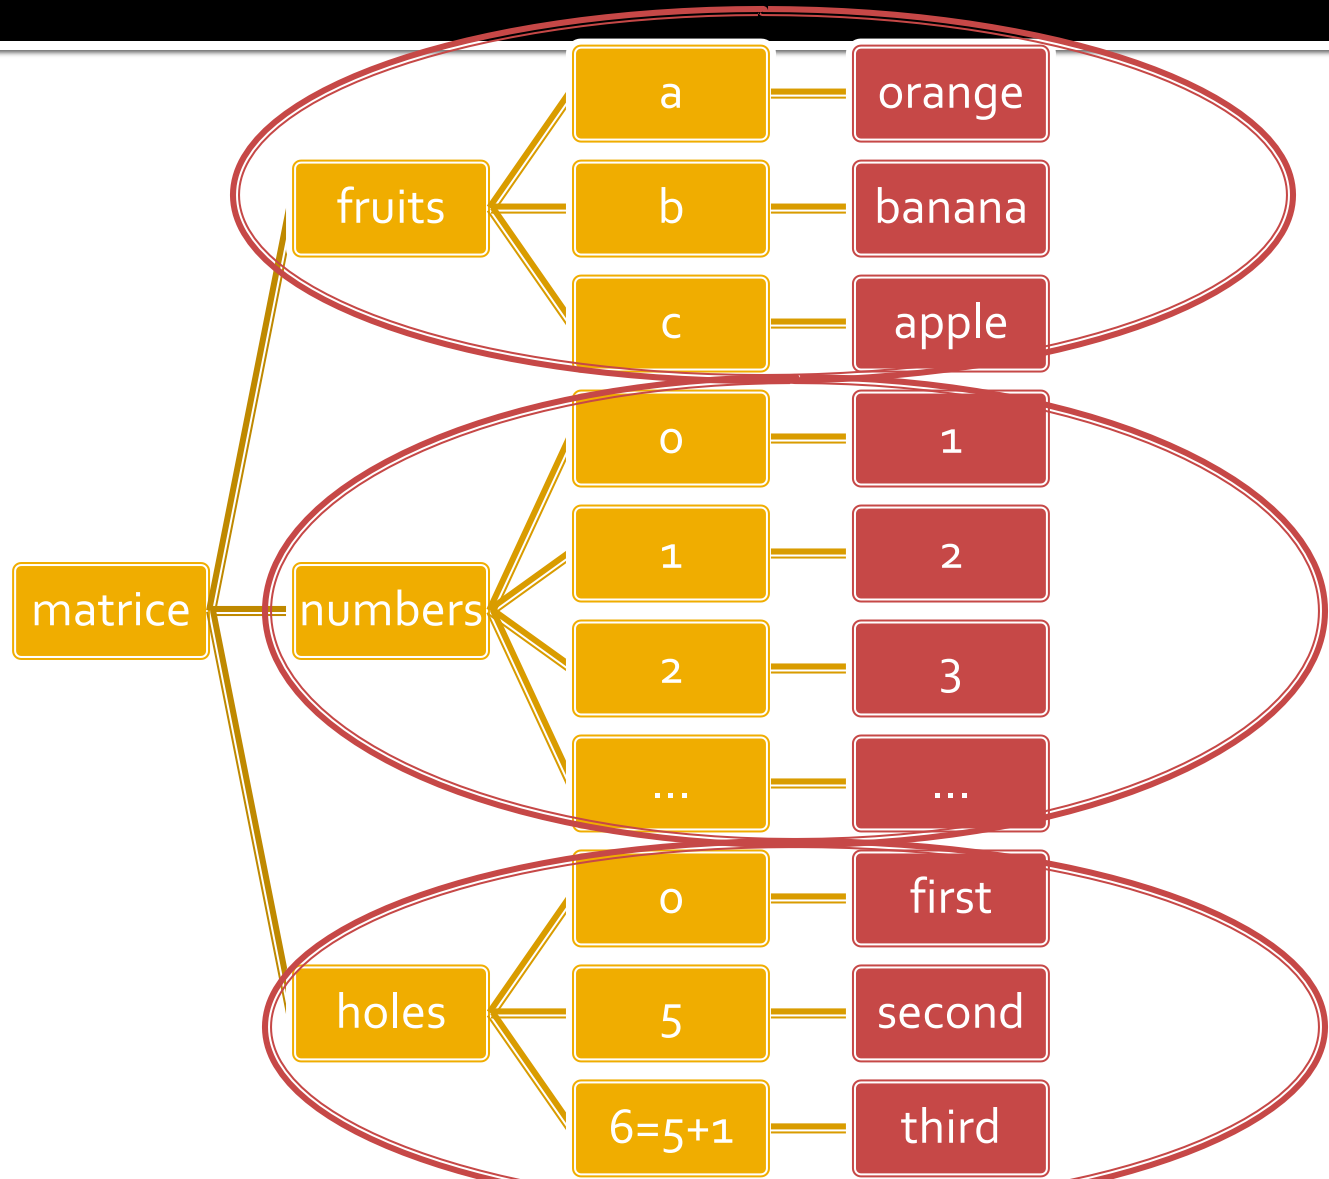 a
orange
fruits
b
banana
c
apple
0
1
1
2
matrice
numbers
2
3
...
...
0
first
holes
5
second
6=5+1
third